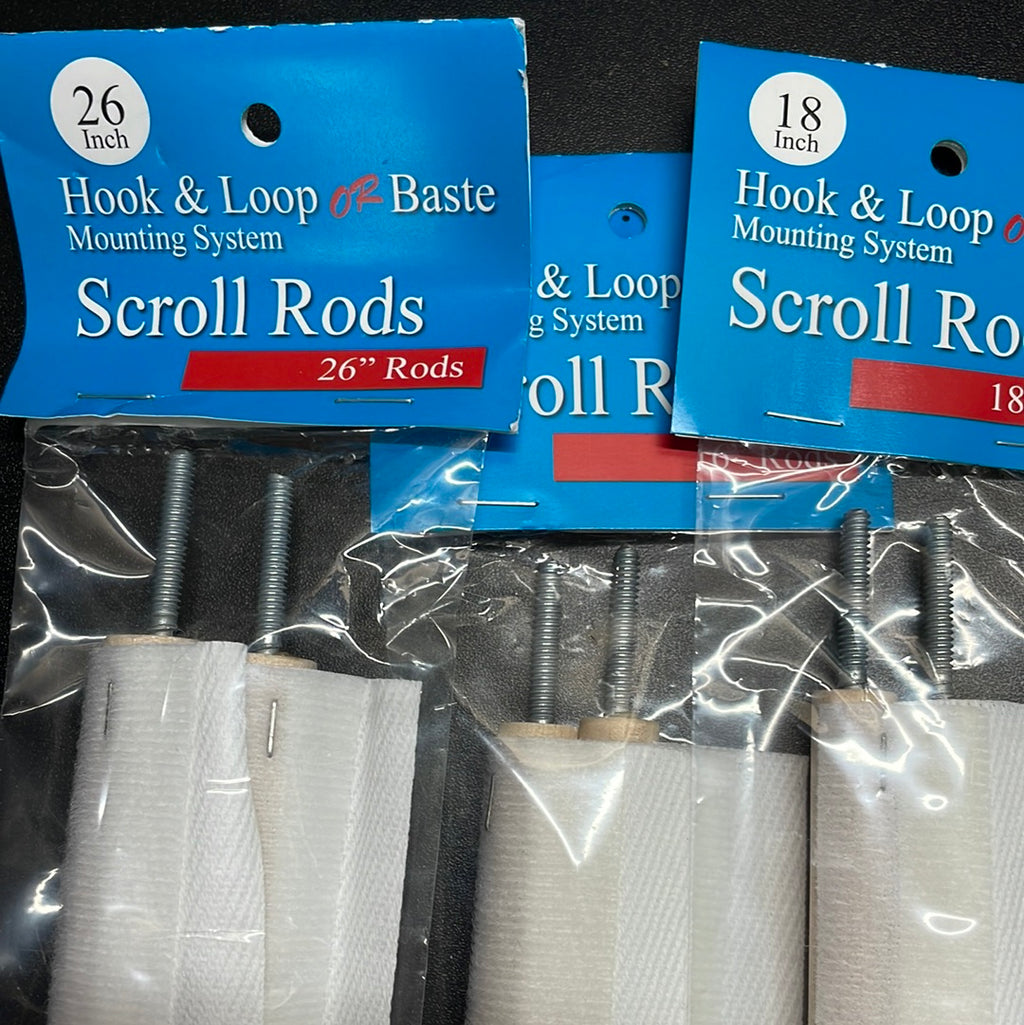 26
Inch
Hook & Loop OR Baste
Mounting System
Scroll Rods
26” Rods
& Loop
g System
roll R
Rods
18
Inch
Hook & Loop
Mounting System
Scroll Ro
18